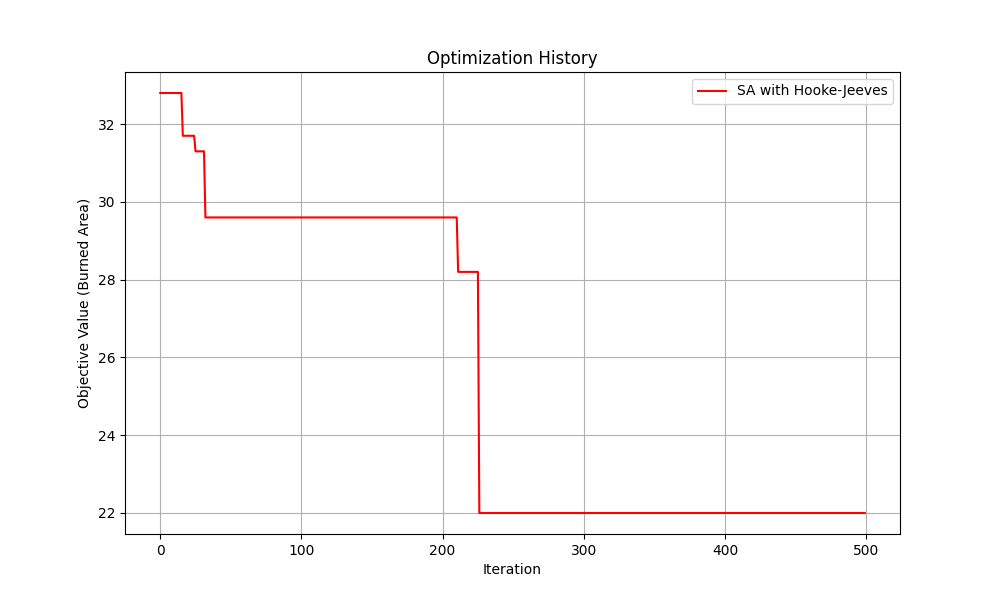 Optimization History
SA with Hooke-Jeeves
Objective Value (Burned Area)
32
30
28
26
24
22
0 100 200 300 400 500
Iteration